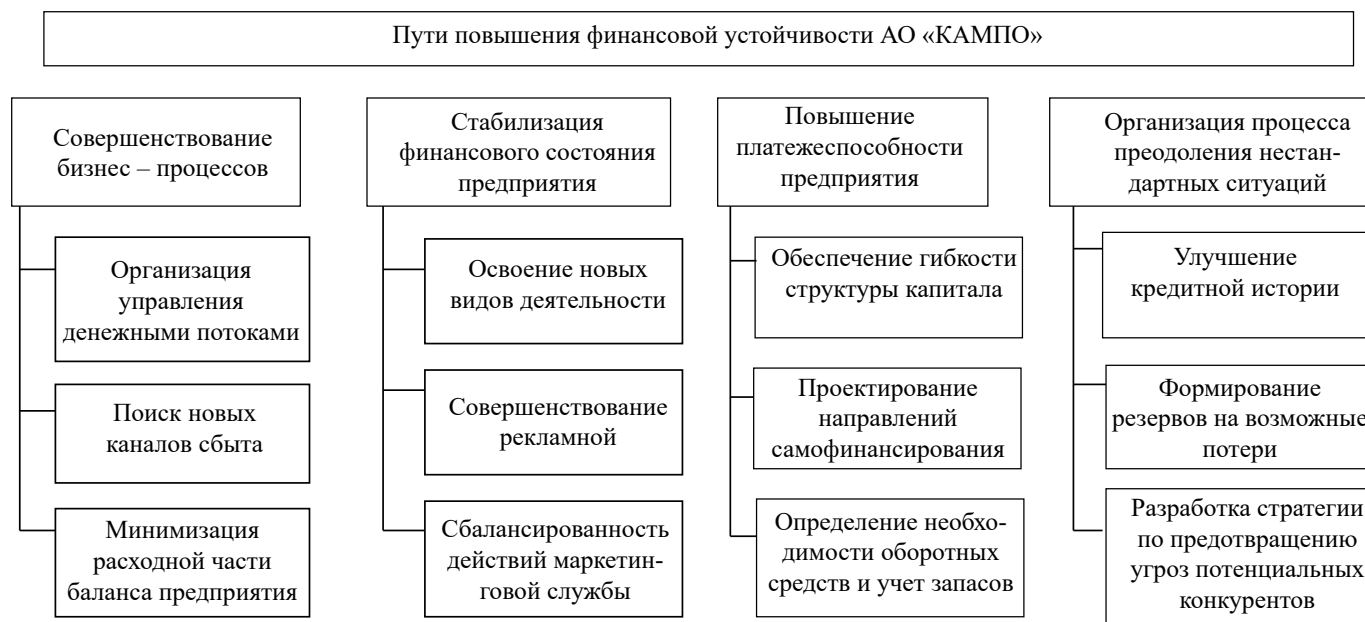 Пути повышения финансовой устойчивости АО «КАМПО»
Совершенствование
бизнес – процессов
Организация
управления
денежными потоками
Поиск новых
каналов сбыта
Минимизация
расходной части
баланса предприятия
Стабилизация
финансового состояния
предприятия
Освоение новых
видов деятельности
Совершенствование
рекламной
Сбалансированность
действий маркетин-
говой службы
Повышение
платежеспособности
предприятия
Обеспечение гибкости
структуры капитала
Проектирование
направлений
самофинансирования
Определение необхо-
димости оборотных
средств и учет запасов
Организация процесса
преодоления нестан-
дартных ситуаций
Улучшение
кредитной истории
Формирование
резервов на возможные
потери
Разработка стратегии
по предотвращению
угроз потенциальных
конкурентов